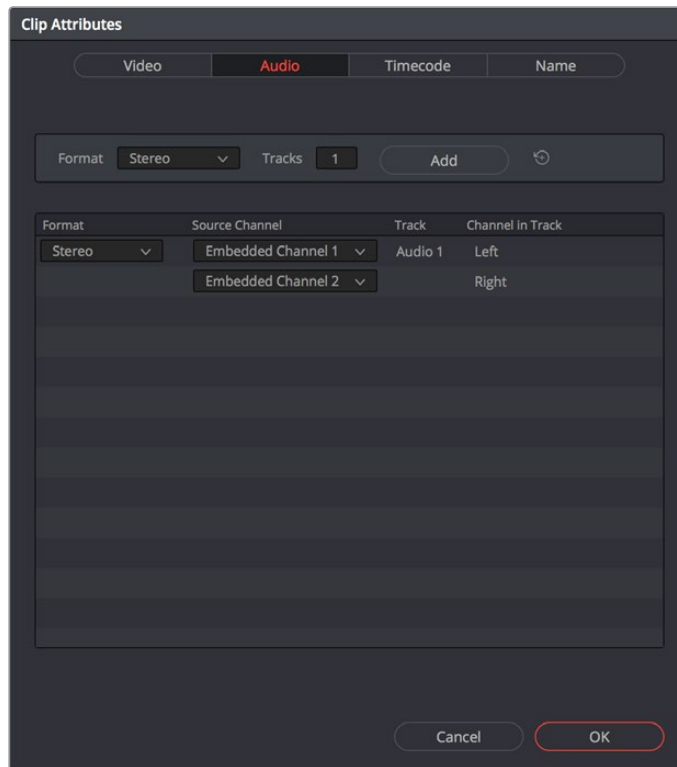 Clip Attributes
Video Audio Timecode Name
Format Stereo Tracks 1 Add
Format Source Channel Track Channel in Track
Stereo Embedded Channel 1 Audio 1 Left
Embedded Channel 2 Right
Cancel OK